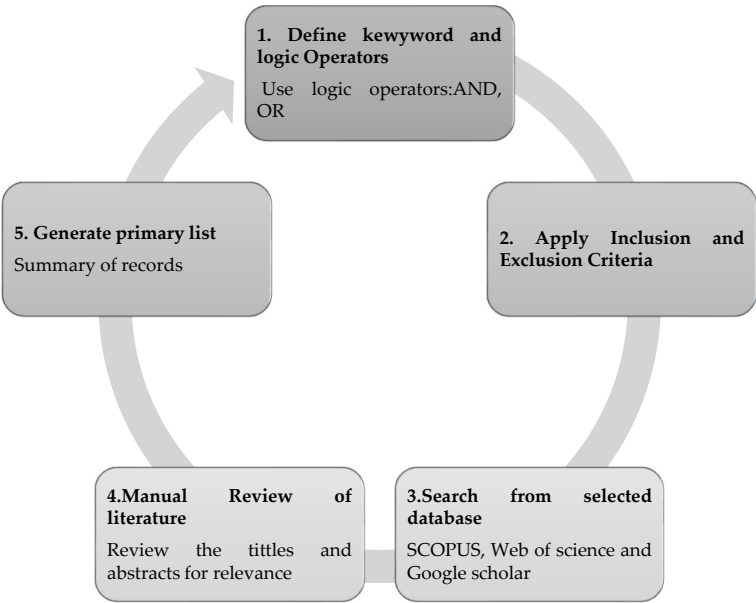 1. Define kewyword and
logic Operators
Use logic operators:AND,
OR
2. Apply Inclusion and
Exclusion Criteria
3.Search from selected
database
SCOPUS, Web of science and
Google scholar
4.Manual Review of
literature
Review the tittles and
abstracts for relevance
5. Generate primary list
Summary of records